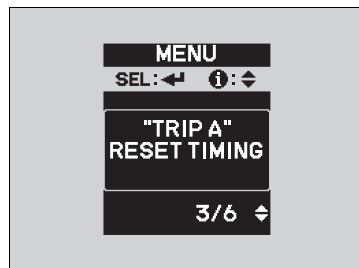 MENU
SEL:↵ ℹ:◆
"TRIP A"
RESET TIMING
3/6 ◆